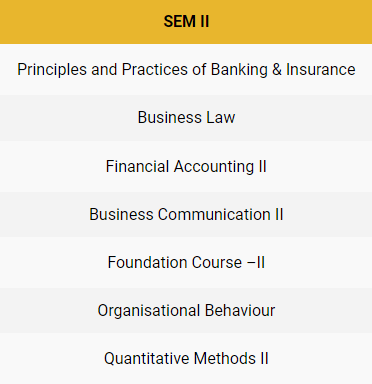 SEM II
Principles and Practices of Banking & Insurance
Business Law
Financial Accounting II
Business Communication II
Foundation Course –II
Organisational Behaviour
Quantitative Methods II